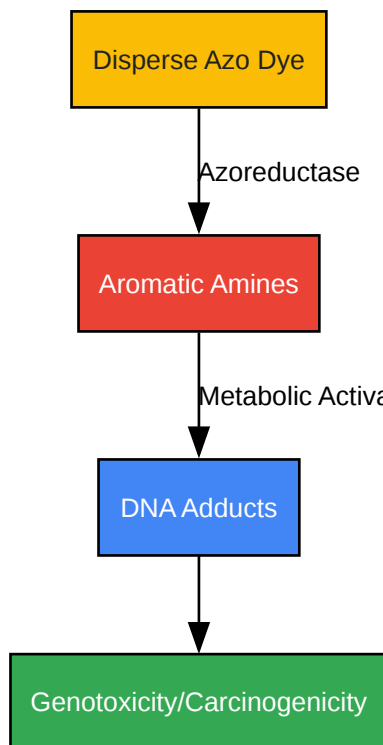 Disperse Azo Dye
Azoreductase
Aromatic Amines
Metabolic Activa
DNA Adducts
Genotoxicity/Carcinogenicity